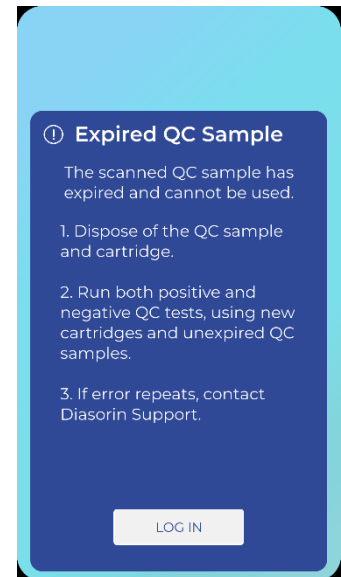 Expired QC Sample
The scanned QC sample has
expired and cannot be used.
1. Dispose of the QC sample
and cartridge.
2. Run both positive and
negative QC tests, using new
cartridges and unexpired QC
samples.
3. If error repeats, contact
Diasorin Support.
LOG IN